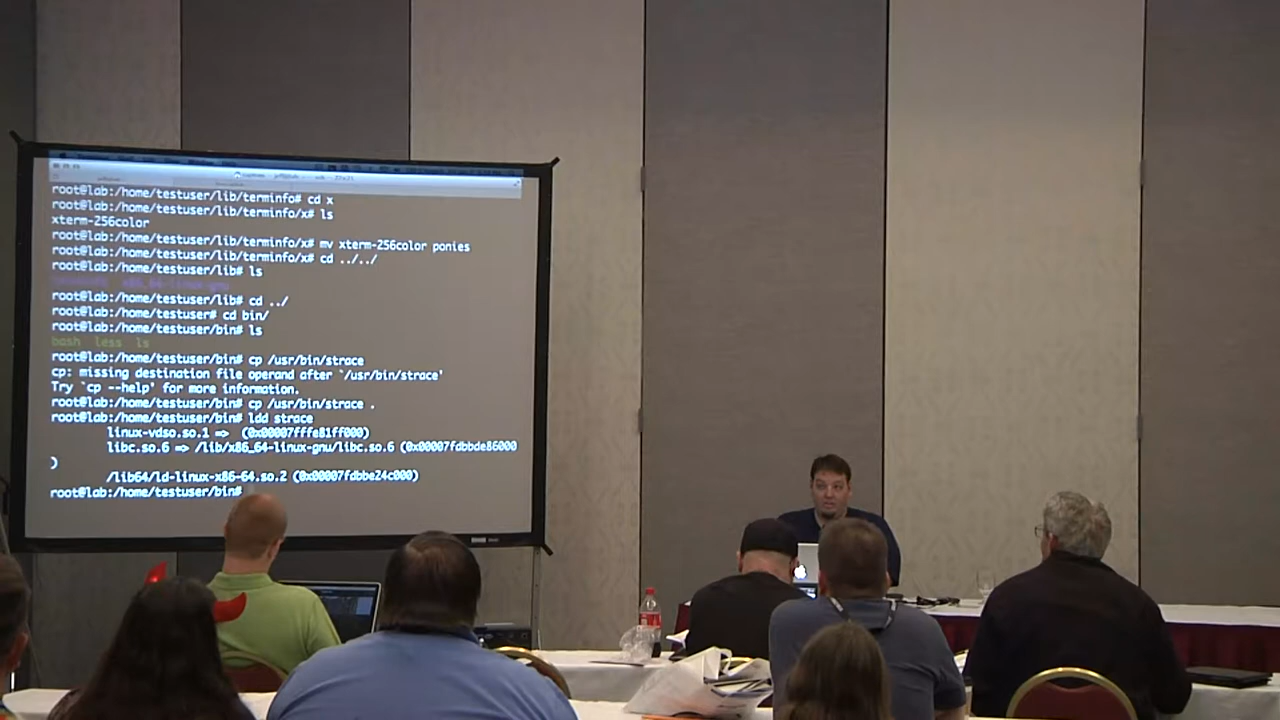 root@lab:/home/testuser/lib/terminfo# cd x
root@lab:/home/testuser/lib/terminfo/x# ls
xterm-256color
root@lab:/home/testuser/lib/terminfo/x# mv xterm-256color ponies
root@lab:/home/testuser/lib/terminfo/x# cd ../../
root@lab:/home/testuser/lib# ls
x86_64-linux-gnu
root@lab:/home/testuser/lib# cd ../
root@lab:/home/testuser# cd bin/
root@lab:/home/testuser/bin# ls
bash less ls
root@lab:/home/testuser/bin# cp /usr/bin/strace
cp: missing destination file operand after `/usr/bin/strace'
Try `cp --help' for more information.
root@lab:/home/testuser/bin# cp /usr/bin/strace .
root@lab:/home/testuser/bin# ldd strace
linux-vdso.so.1 => (0x00007fffe81ff000)
libc.so.6 => /lib/x86_64-linux-gnu/libc.so.6 (0x00007fdbbde86000
)
/lib64/ld-linux-x86-64.so.2 (0x00007fdbbe24c000)
root@lab:/home/testuser/bin#